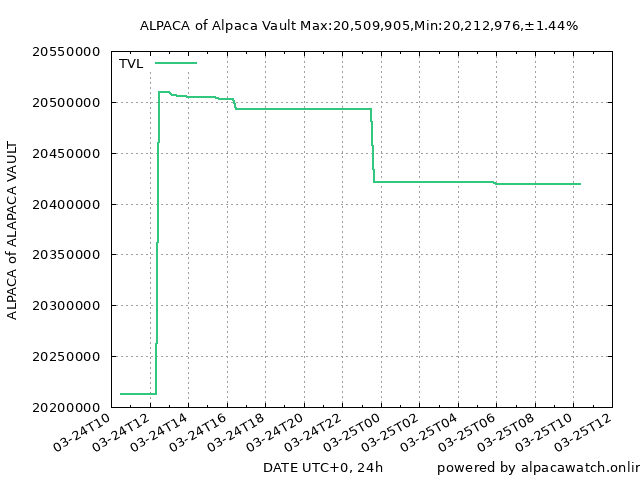 ALPACA of Alpaca Vault Max:20,509,905,Min:20,212,976,±1.44%
TVL
20550000
20500000
20450000
20400000
20350000
20300000
20250000
20200000
ALPACA of ALAPACA VAULT
03-24T10
03-24T12
03-24T14
03-24T16
03-24T18
03-24T20
03-24T22
03-25T00
03-25T02
03-25T04
03-25T06
03-25T08
03-25T10
03-25T12
DATE UTC+0, 24h
powered by alpacawatch.onlin